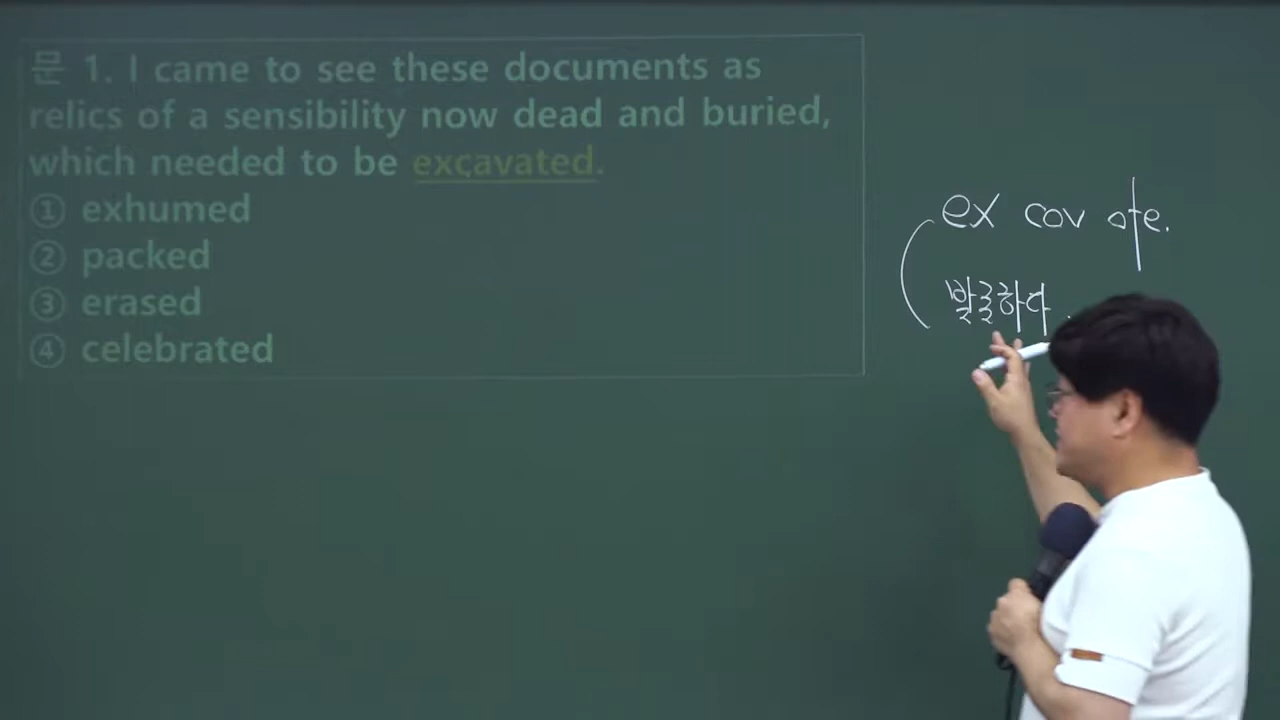 문 1. I came to see these documents as
relics of a sensibility now dead and buried,
which needed to be excavated.
① exhumed
② packed
③ erased
④ celebrated
ex cav ate.
발굴하다.